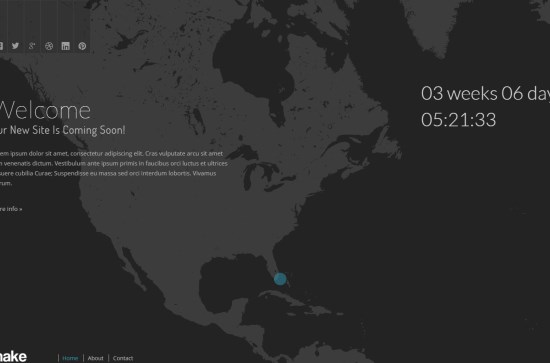 Welcome
ur New Site Is Coming Soon!
em ipsum dolor sit amet, consectetur adipiscing elit. Cras vulputate arcu sit amet
venenatis dictum. Vestibulum ante ipsum primis in faucibus orci luctus et ultrices
suere cubilia Curae; Suspendisse eu massa sed orci interdum lobortis. Vivamus
rum.
re info »
03 weeks 06 day
05:21:33
nake
Home | About | Contact